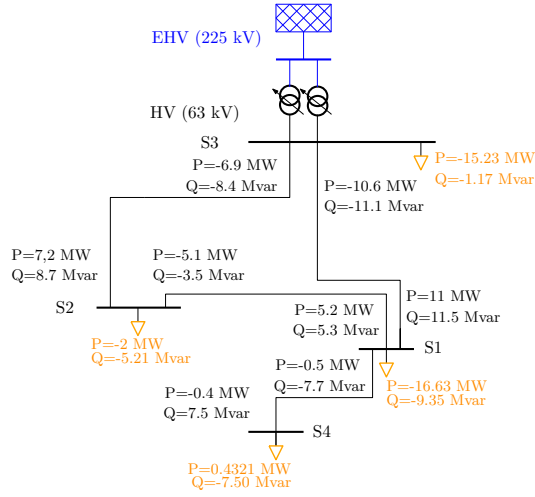 EHV (225 kV)
HV (63 kV)
S3
P=-15.23 MW
Q=-1.17 Mvar
P=-6.9 MW
Q=-8.4 Mvar
P=-10.6 MW
Q=-11.1 Mvar
P=7,2 MW
Q=8.7 Mvar
P=-5.1 MW
Q=-3.5 Mvar
S2
P=11 MW
Q=11.5 Mvar
P=5.2 MW
Q=5.3 Mvar
S1
P=-2 MW
Q=-5.21 Mvar
P=-0.5 MW
Q=-7.7 Mvar
P=-16.63 MW
Q=-9.35 Mvar
P=-0.4 MW
Q=7.5 Mvar
S4
P=0.4321 MW
Q=-7.50 Mvar